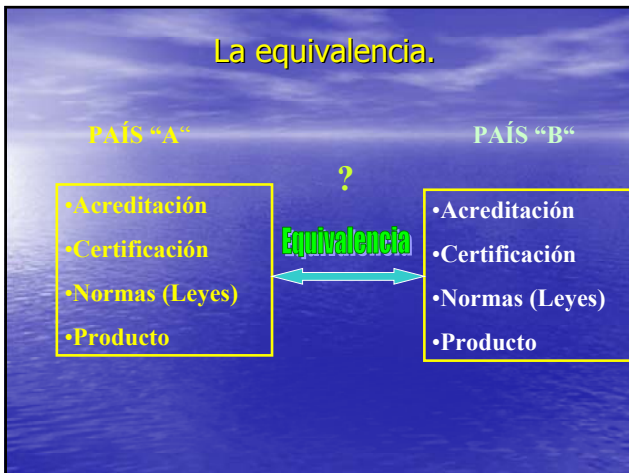 La equivalencia.
PAÍS “A“
PAÍS “B“
?
•Acreditación
•Certificación
•Normas (Leyes)
•Producto
Equivalencia
•Acreditación
•Certificación
•Normas (Leyes)
•Producto